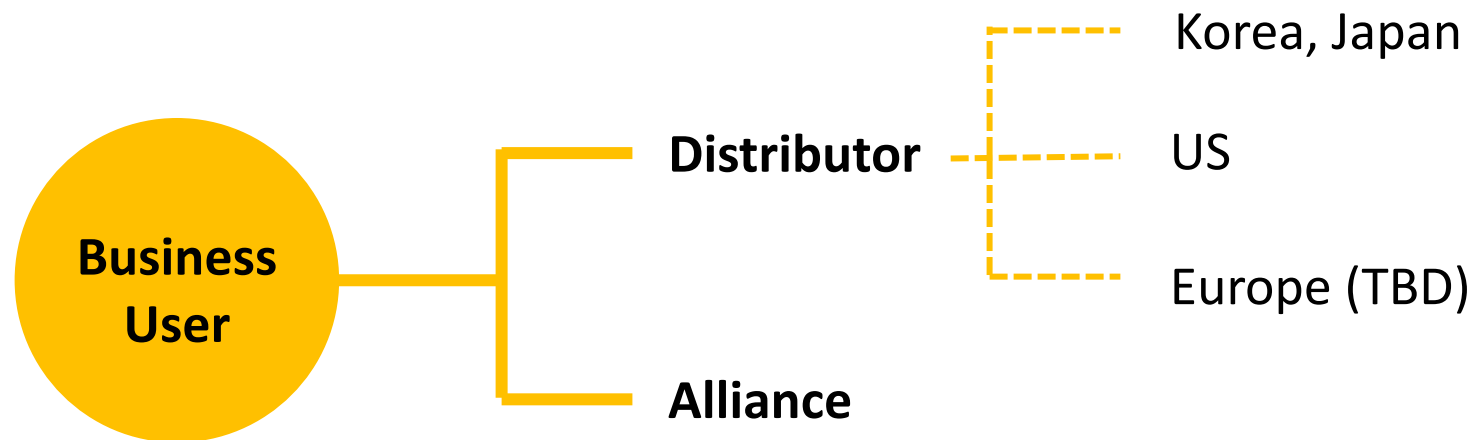 Business
User
Distributor
Alliance
Korea, Japan
US
Europe (TBD)